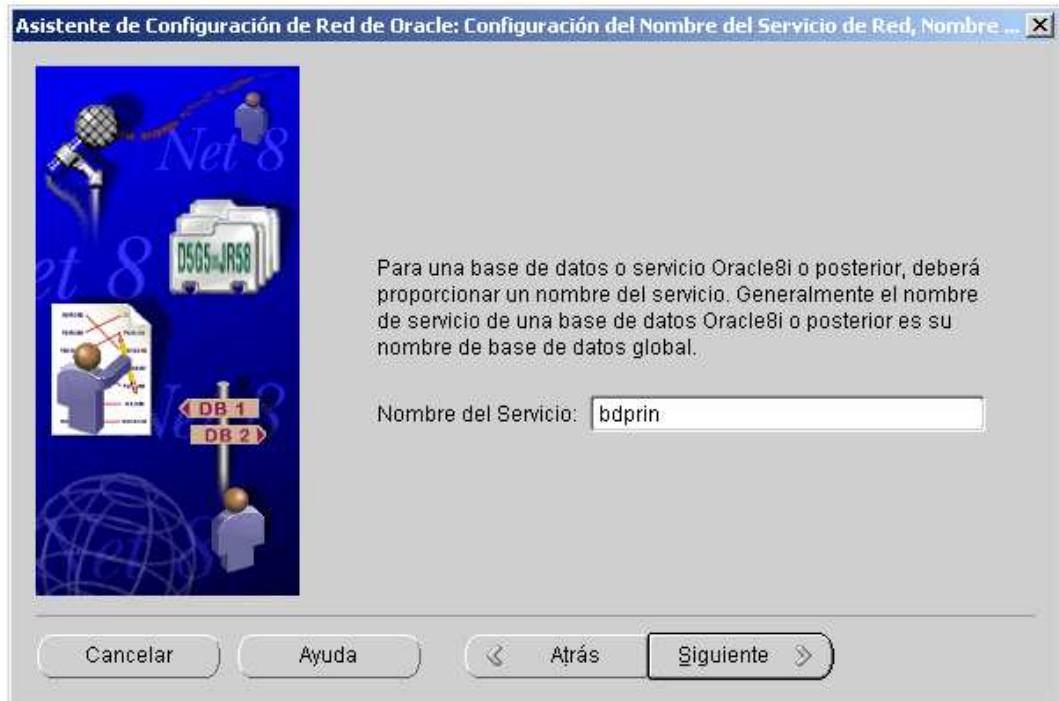 Asistente de Configuración de Red de Oracle: Configuración del Nombre del Servicio de Red, Nombre ...
Net 8
et 8
D5G5 JR58
DB 1
DB 2
Para una base de datos o servicio Oracle8i o posterior, deberá
proporcionar un nombre del servicio. Generalmente el nombre
de servicio de una base de datos Oracle8i o posterior es su
nombre de base de datos global.
Nombre del Servicio: bdprin
Cancelar
Ayuda
Atrás
Siguiente